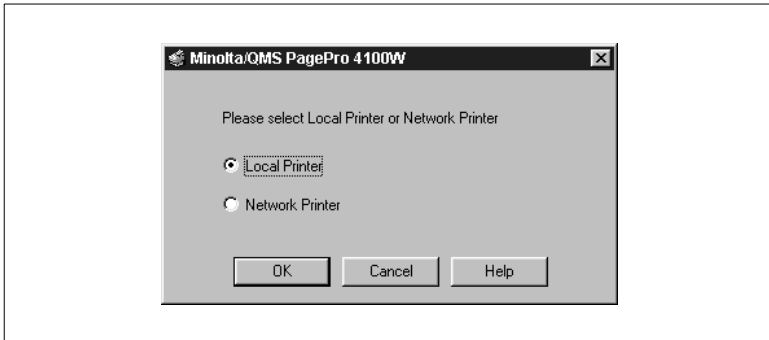 Minolta/QMS PagePro 4100W
Please select Local Printer or Network Printer
Local Printer
Network Printer
OK Cancel Help